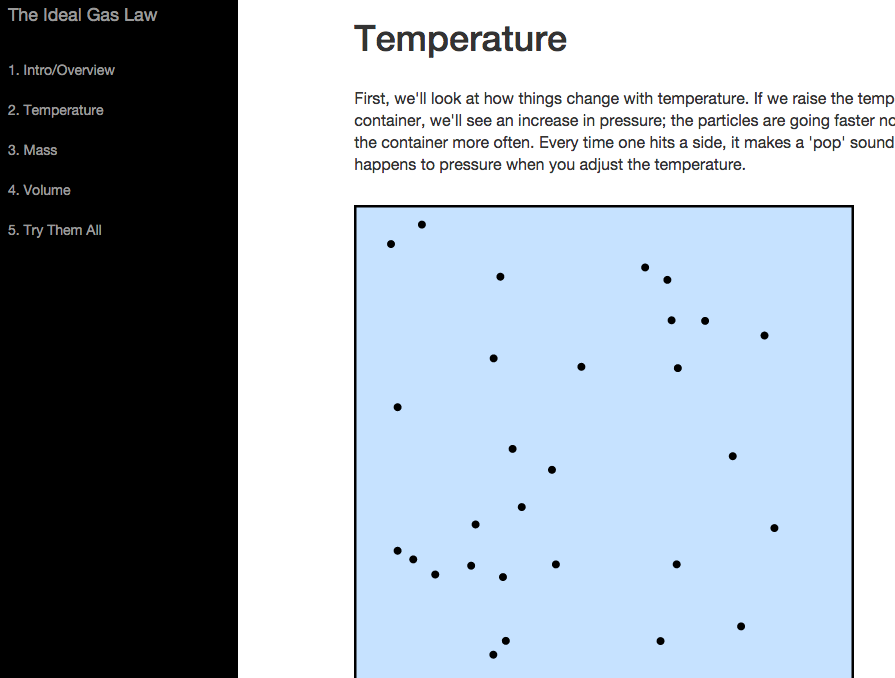 The Ideal Gas Law
1. Intro/Overview
2. Temperature
3. Mass
4. Volume
5. Try Them All
Temperature
First, we'll look at how things change with temperature. If we raise the temp
container, we'll see an increase in pressure; the particles are going faster no
the container more often. Every time one hits a side, it makes a 'pop' sound
happens to pressure when you adjust the temperature.